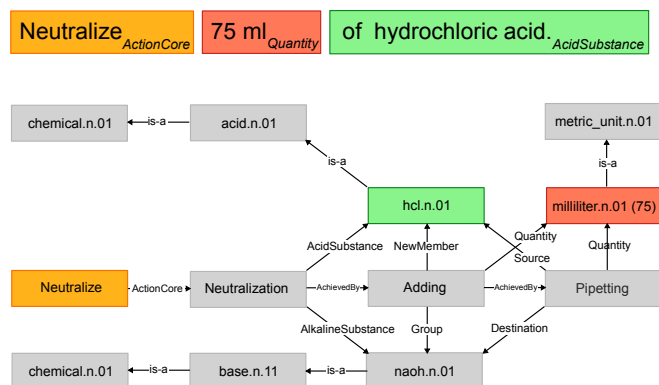 Neutralize ActionCore 75 ml Quantity of hydrochloric acid. AcidSubstance
chemical.n.01 is-a acid.n.01 metric_unit.n.01
is-a is-a
hcl.n.01 milliliter.n.01 (75)
AcidSubstance NewMember Quantity Source Quantity
Neutralize ActionCore Neutralization AchievedBy Adding AchievedBy Pipetting
AlkalineSubstance Group Destination
chemical.n.01 is-a base.n.11 is-a naoh.n.01